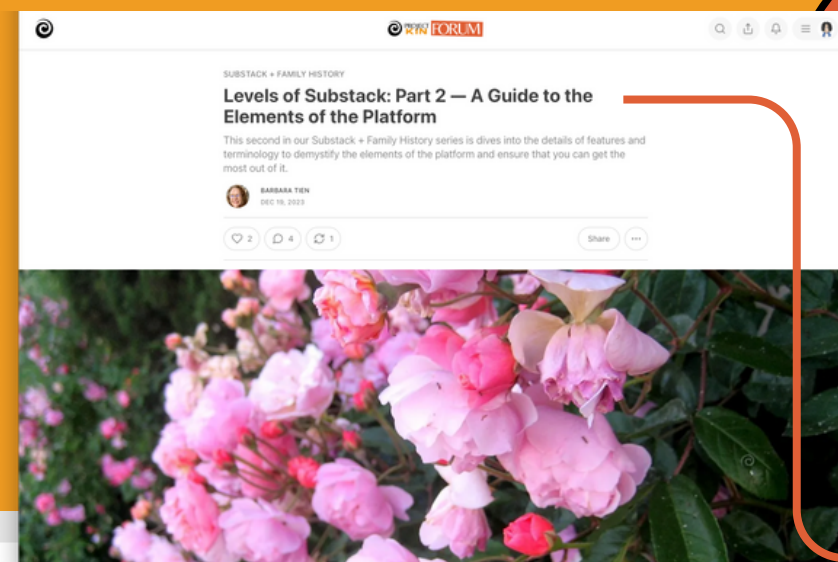 PROJECT KIN FORUM
SUBSTACK + FAMILY HISTORY
Levels of Substack: Part 2 — A Guide to the
Elements of the Platform
This second in our Substack + Family History series is dives into the details of features and
terminology to demystify the elements of the platform and ensure that you can get the
most out of it.
BARBARA TIEN
DEC 19, 2023
2 4 1 Share